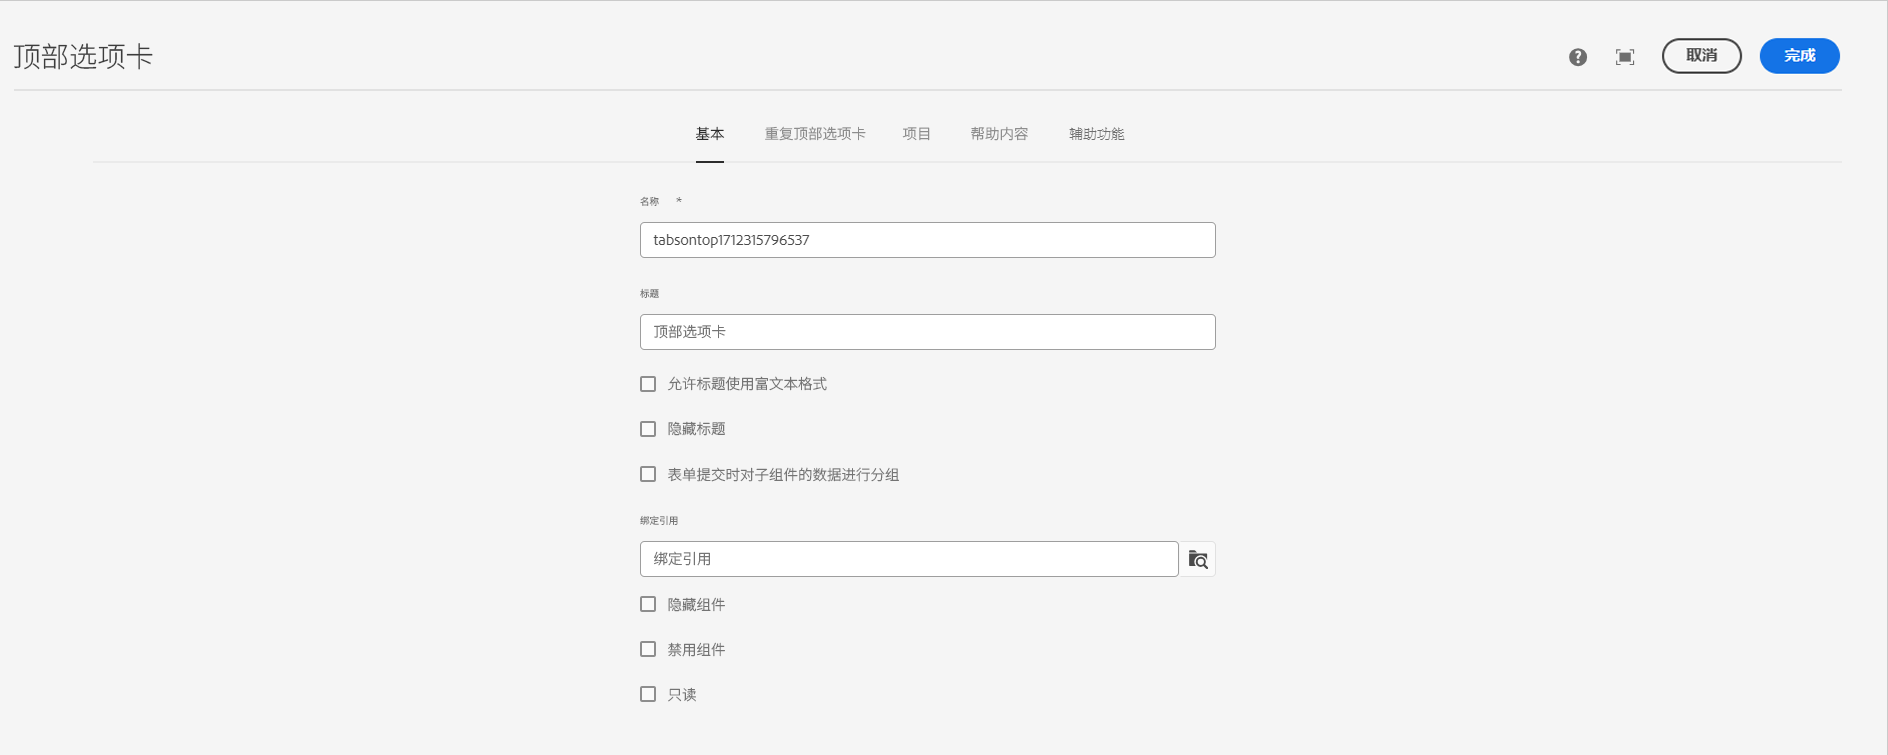 顶部选项卡
取消 完成
基本 重复顶部选项卡 项目 帮助内容 辅助功能
名称 *
tabsontop1712315796537
标题
顶部选项卡
允许标题使用富文本格式
隐藏标题
表单提交时对子组件的数据进行分组
绑定引用
绑定引用
隐藏组件
禁用组件
只读